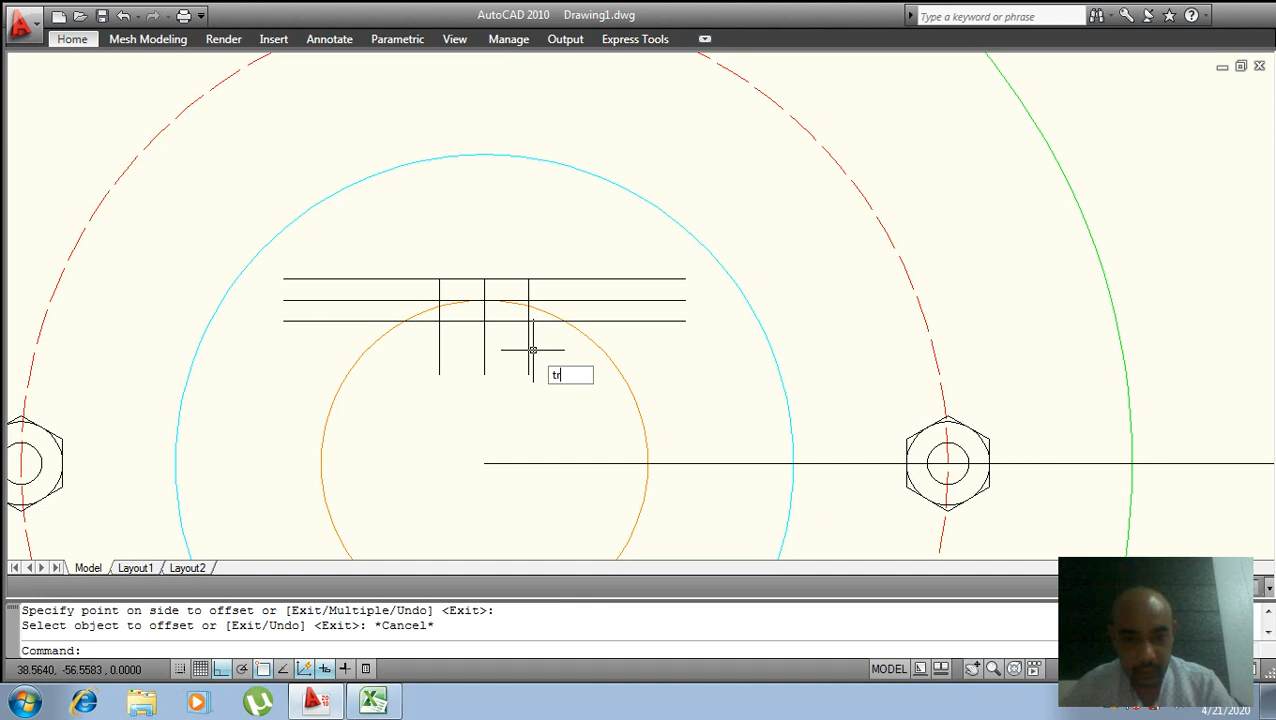 AutoCAD 2010 Drawing1.dwg
Type a keyword or phrase
Home Mesh Modeling Render Insert Annotate Parametric View Manage Output Express Tools
tr
Model Layout1 Layout2
Specify point on side to offset or [Exit/Multiple/Undo] <Exit>:
Select object to offset or [Exit/Undo] <Exit>: *Cancel*
Command:
38.5640, -56.5583, 0.0000
MODEL
4/21/2020